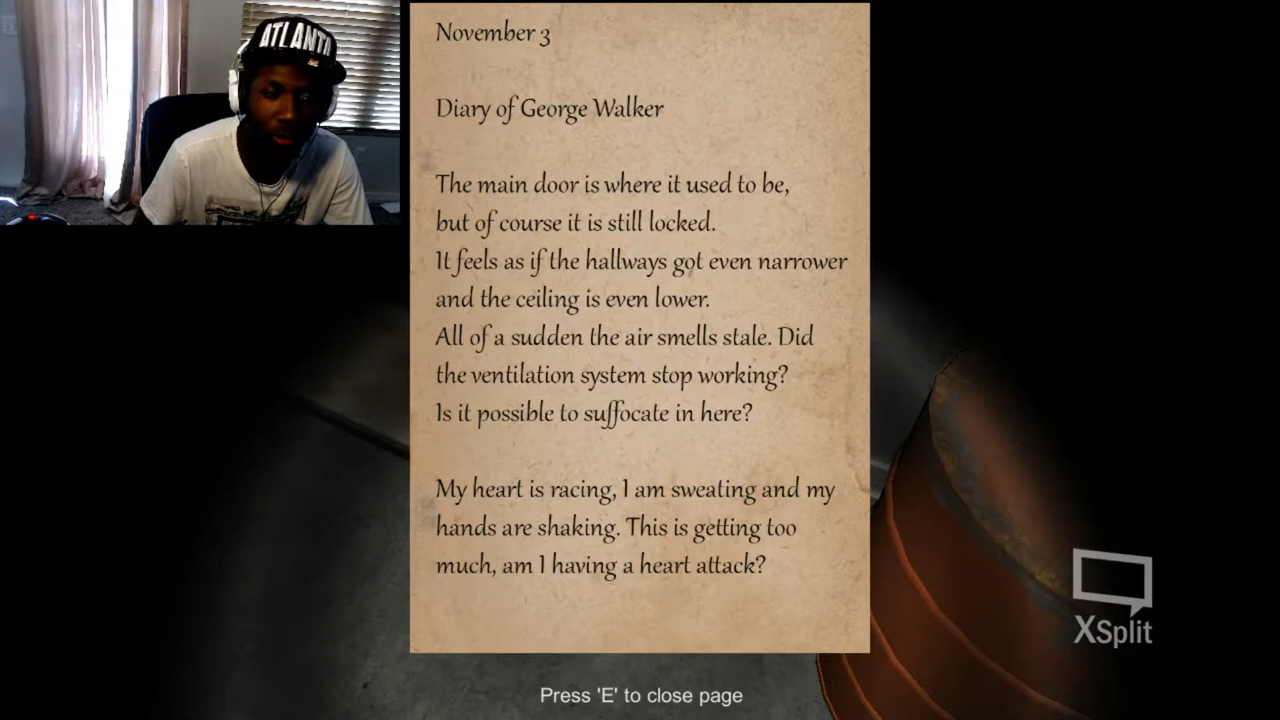 ATLANTA
November 3
Diary of George Walker
The main door is where it used to be,
but of course it is still locked.
It feels as if the hallways got even narrower
and the ceiling is even lower.
All of a sudden the air smells stale. Did
the ventilation system stop working?
Is it possible to suffocate in here?
My heart is racing, I am sweating and my
hands are shaking. This is getting too
much, am I having a heart attack?
XSplit
Press 'E' to close page